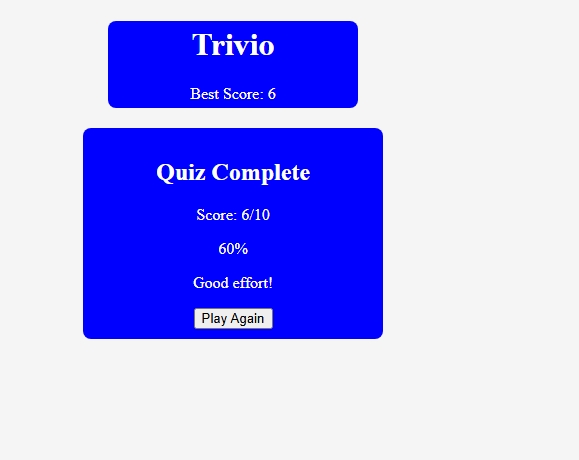 Trivio
Best Score: 6
Quiz Complete
Score: 6/10
60%
Good effort!
Play Again